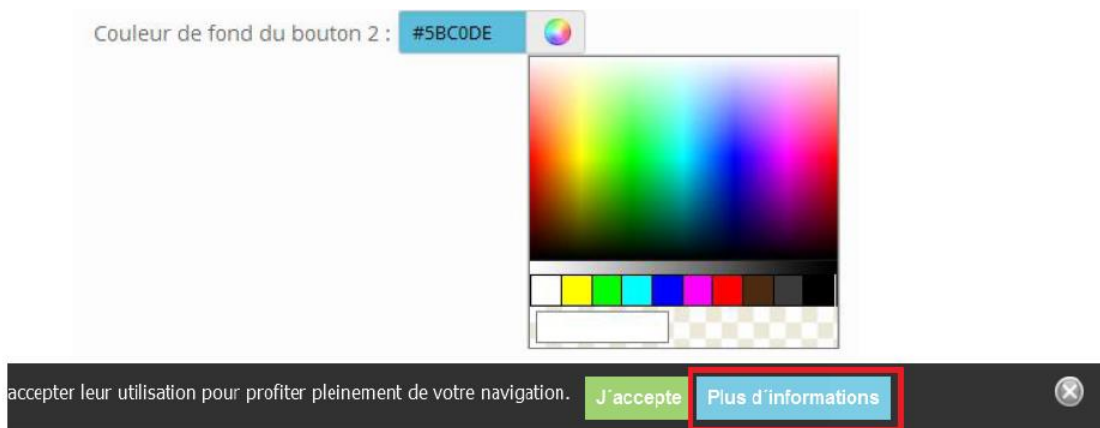 Couleur de fond du bouton 2 : #5BC0DE
accepter leur utilisation pour profiter pleinement de votre navigation. J´accepte Plus d´informations